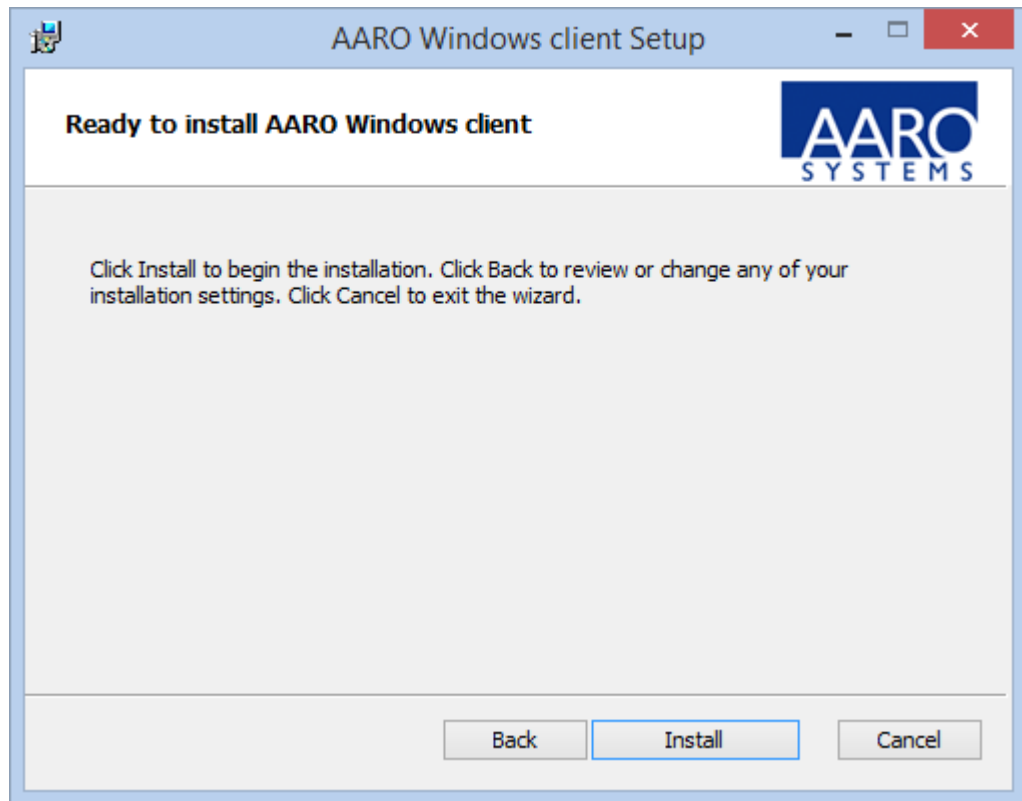 AARO Windows client Setup
Ready to install AARO Windows client
AARO
SYSTEMS
Click Install to begin the installation. Click Back to review or change any of your
installation settings. Click Cancel to exit the wizard.
Back Install Cancel